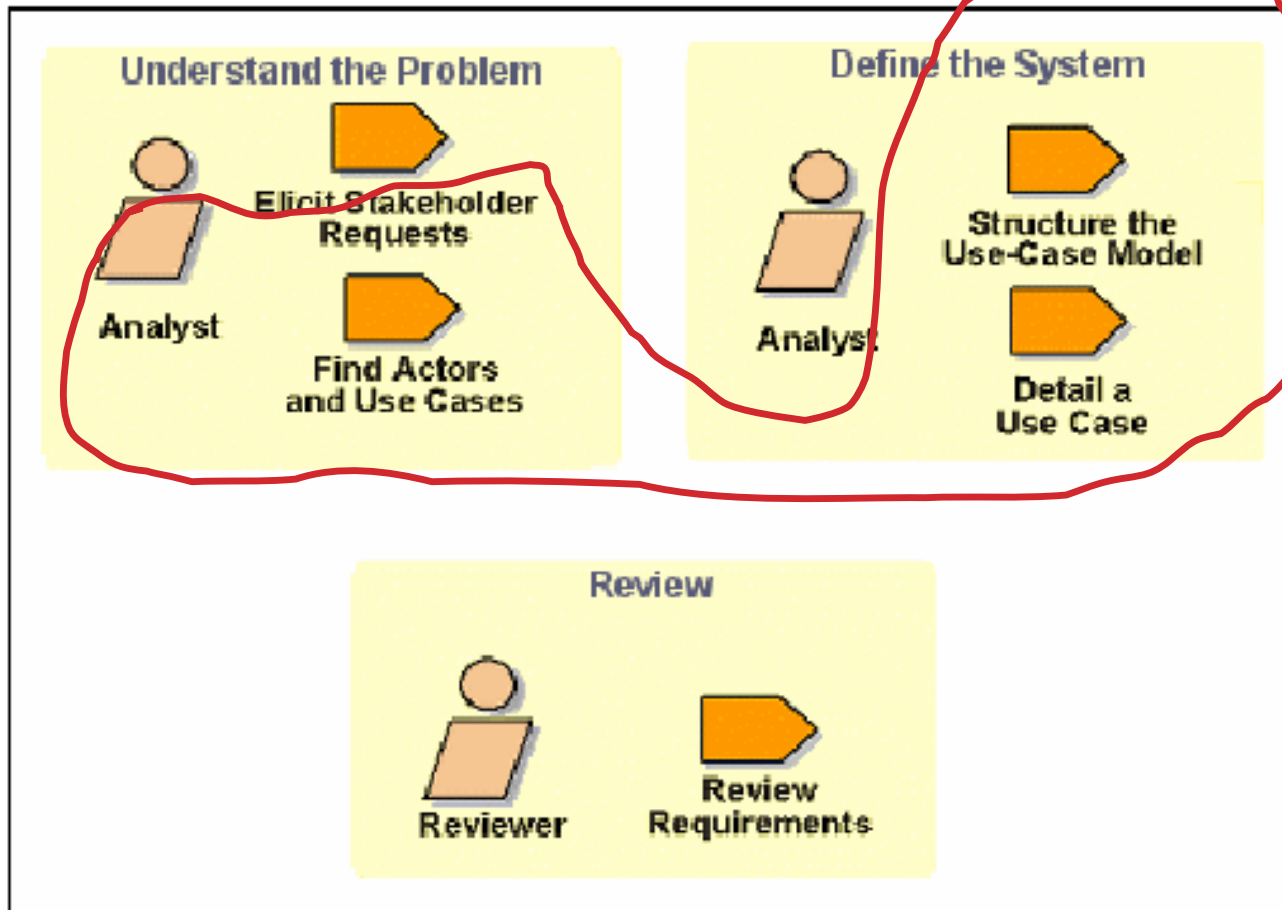 Understand the Problem
Elicit Stakeholder
Requests
Analyst
Find Actors
and Use Cases
Define the System
Structure the
Use-Case Model
Analyst
Detail a
Use Case
Review
Reviewer
Review
Requirements